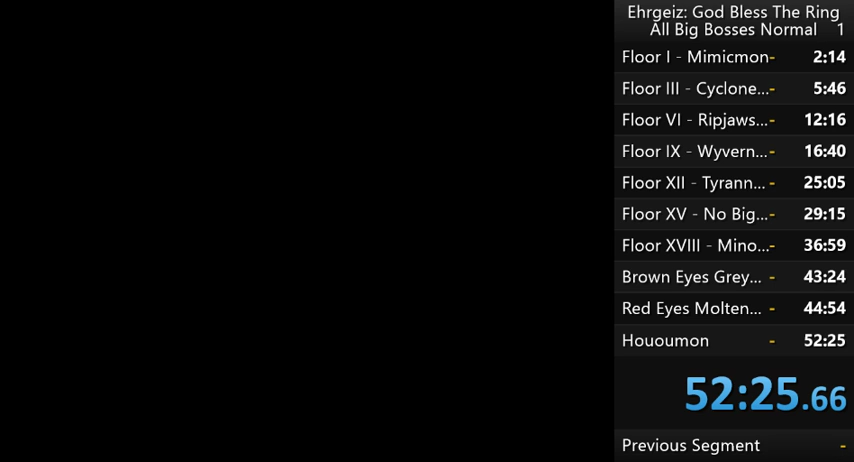 Ehrgeiz: God Bless The Ring
All Big Bosses Normal 1
Floor I - Mimicmon- 2:14
Floor III - Cyclone...- 5:46
Floor VI - Ripjaws...- 12:16
Floor IX - Wyvern...- 16:40
Floor XII - Tyrann... - 25:05
Floor XV - No Big...- 29:15
Floor XVIII - Mino...- 36:59
Brown Eyes Grey... - 43:24
Red Eyes Molten... - 44:54
Hououmon - 52:25
52:25.66
Previous Segment -